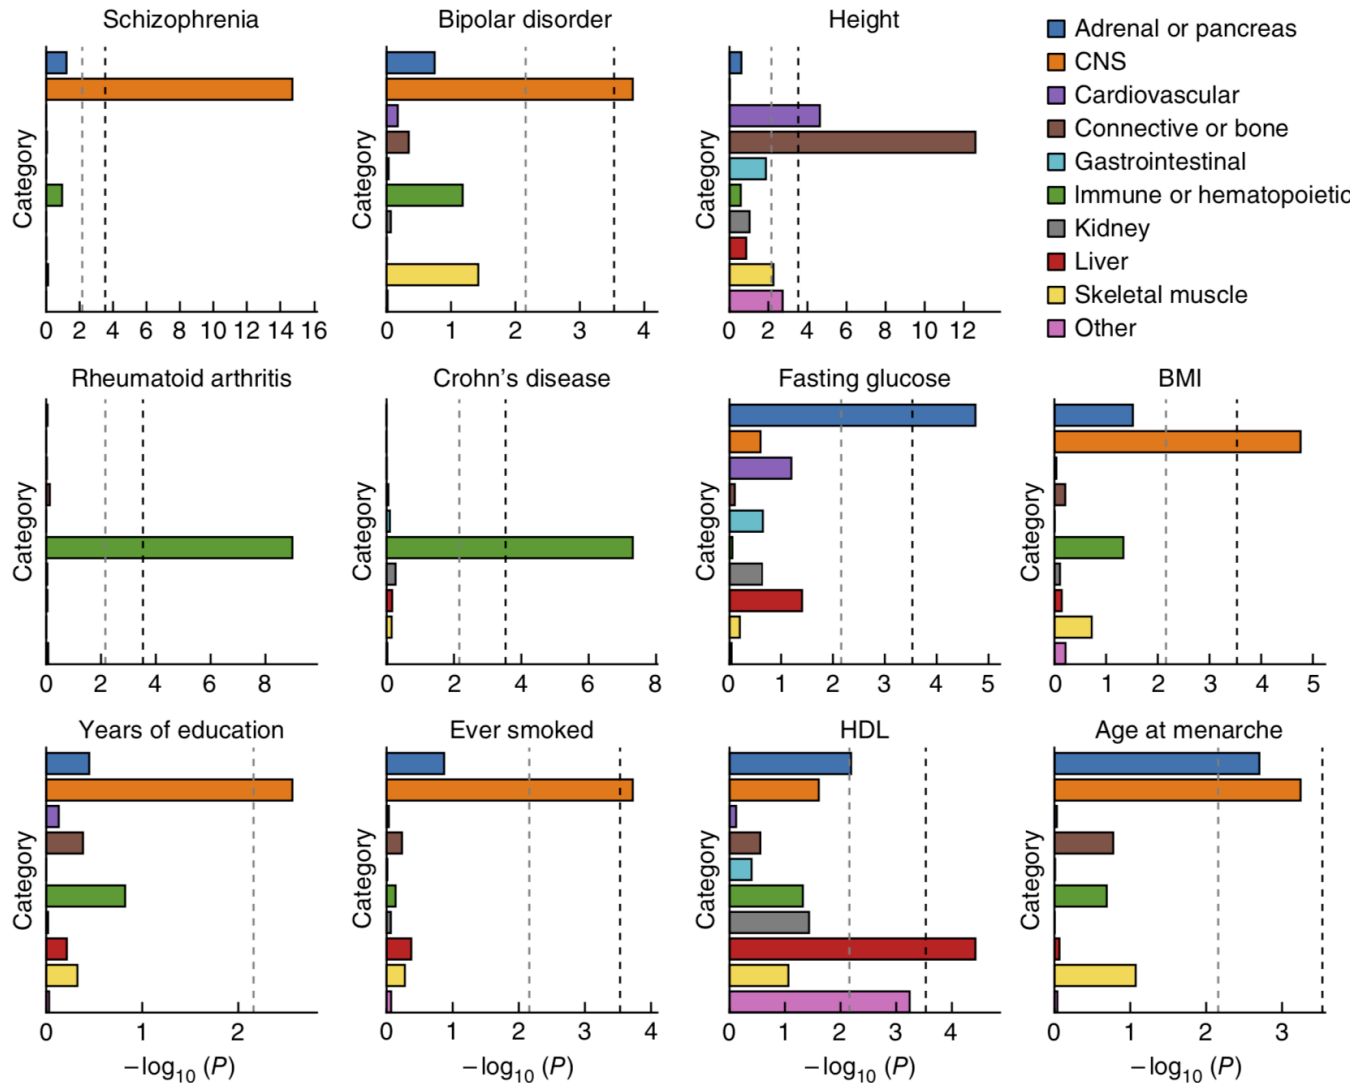 Schizophrenia
Bipolar disorder
Height
Adrenal or pancreas
CNS
Cardiovascular
Connective or bone
Gastrointestinal
Immune or hematopoietic
Kidney
Liver
Skeletal muscle
Other
Category
Category
Category
0 2 4 6 8 10 12 14 16
0 1 2 3 4
0 2 4 6 8 10 12
Rheumatoid arthritis
Crohn's disease
Fasting glucose
BMI
Category
Category
Category
Category
0 2 4 6 8
0 2 4 6 8
0 1 2 3 4 5
0 1 2 3 4 5
Years of education
Ever smoked
HDL
Age at menarche
Category
Category
Category
Category
0 1 2
0 1 2 3 4
0 1 2 3 4
0 1 2 3
−log10 (P)
−log10 (P)
−log10 (P)
−log10 (P)